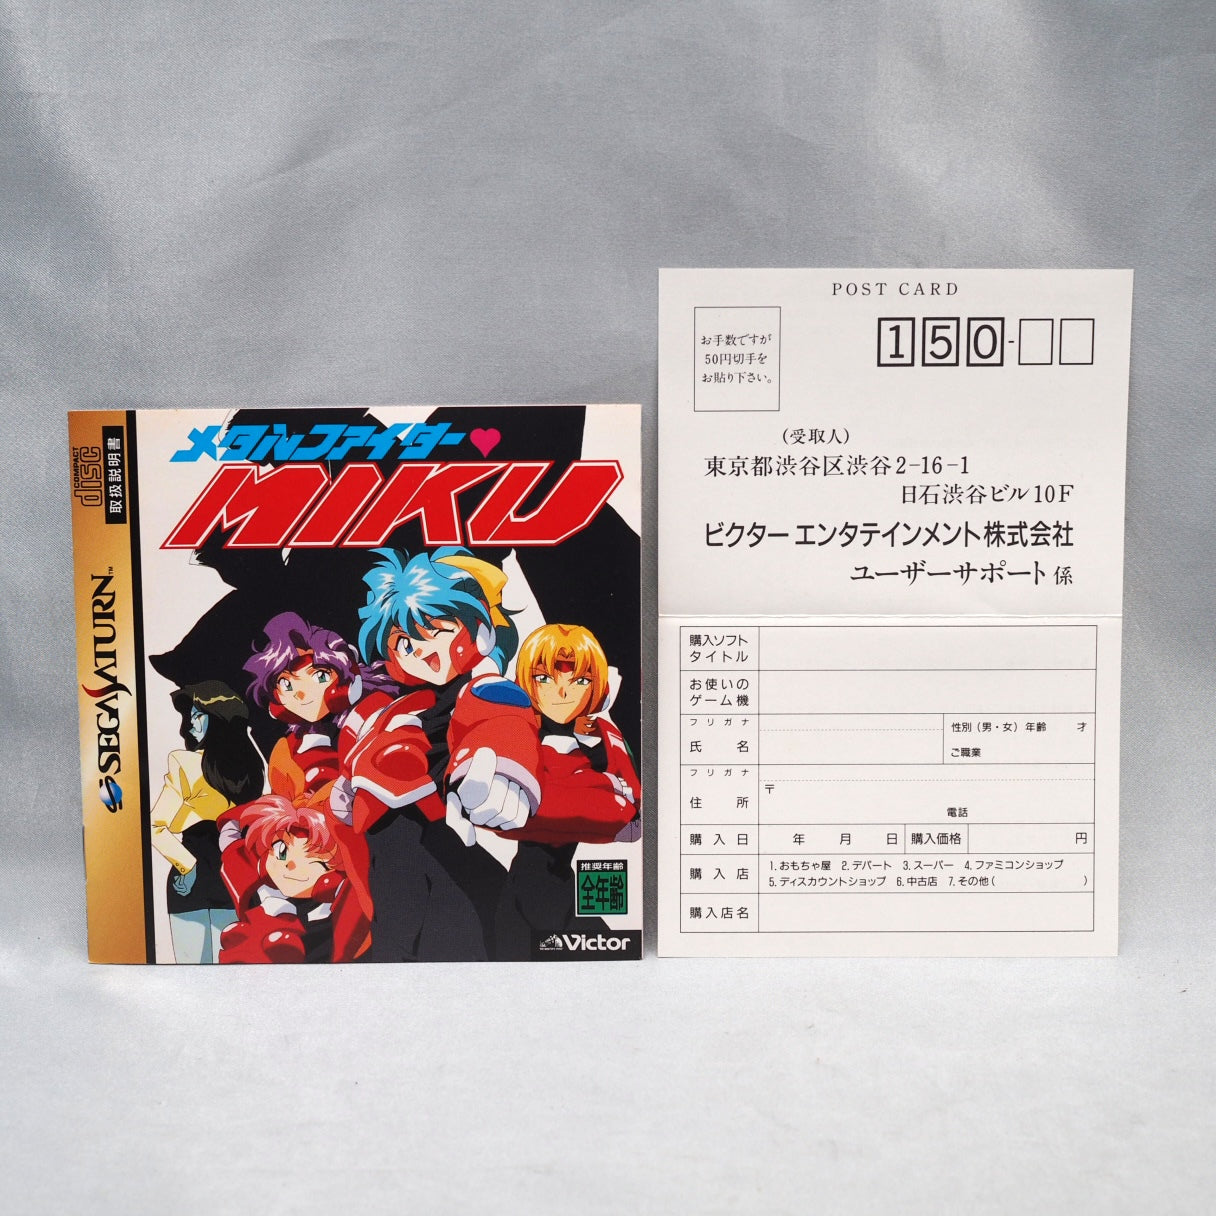 COMPACT
disc
取扱説明書
SEGA SATURN™
メタルファイター♥
MIKU
推奨年齢
全年齢
Victor
POST CARD
お手数ですが
50円切手を
お貼り下さい。
150-
(受取人)
東京都渋谷区渋谷2-16-1
日石渋谷ビル10F
ビクターエンタテインメント株式会社
ユーザーサポート係
購入ソフト
タイトル
お使いの
ゲーム機
フリガナ
氏名
性別(男・女)年齢 才
ご職業
フリガナ
住所
〒
電話
購入日 年 月 日 購入価格 円
購入店
1.おもちゃ屋 2.デパート 3.スーパー 4.ファミコンショップ
5.ディスカウントショップ 6.中古店 7.その他( )
購入店名